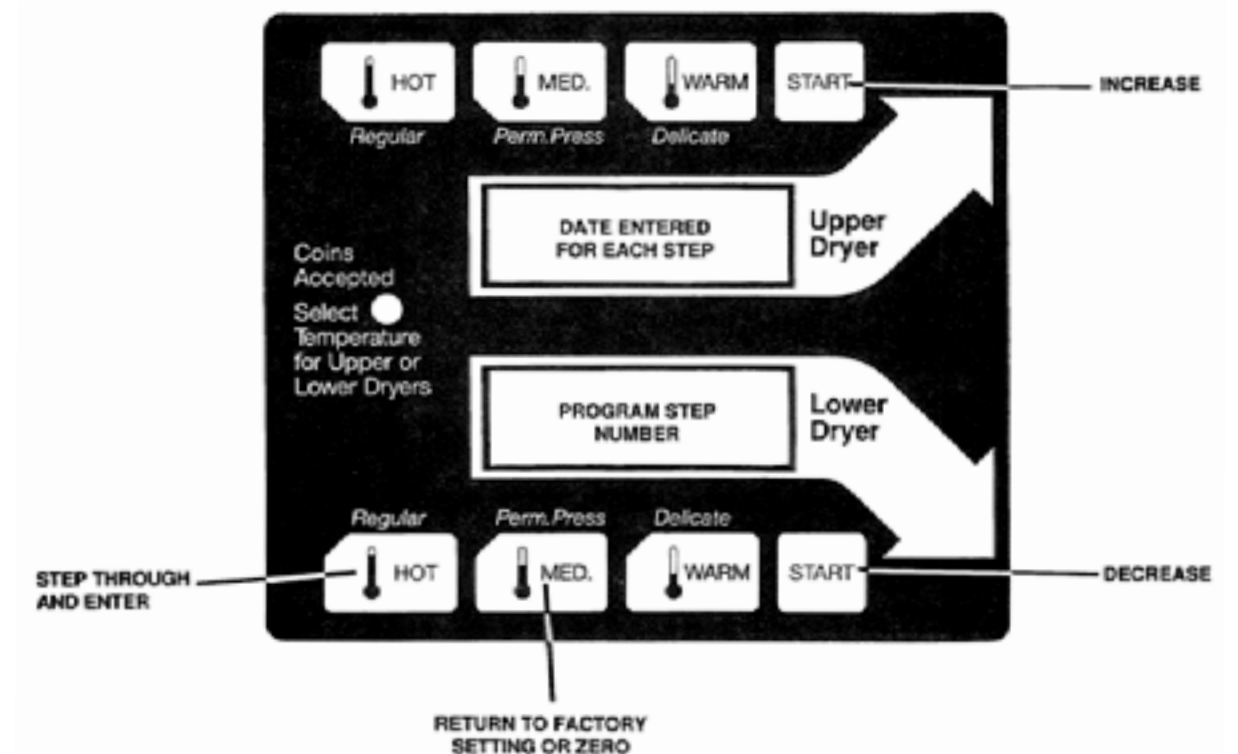 HOT
MED.
WARM
START
INCREASE
Regular
Perm.Press
Delicate
DATE ENTERED
FOR EACH STEP
Upper
Dryer
Coins
Accepted
Select
Temperature
for Upper or
Lower Dryers
PROGRAM STEP
NUMBER
Lower
Dryer
Regular
Perm.Press
Delicate
HOT
MED.
WARM
START
STEP THROUGH
AND ENTER
DECREASE
RETURN TO FACTORY
SETTING OR ZERO